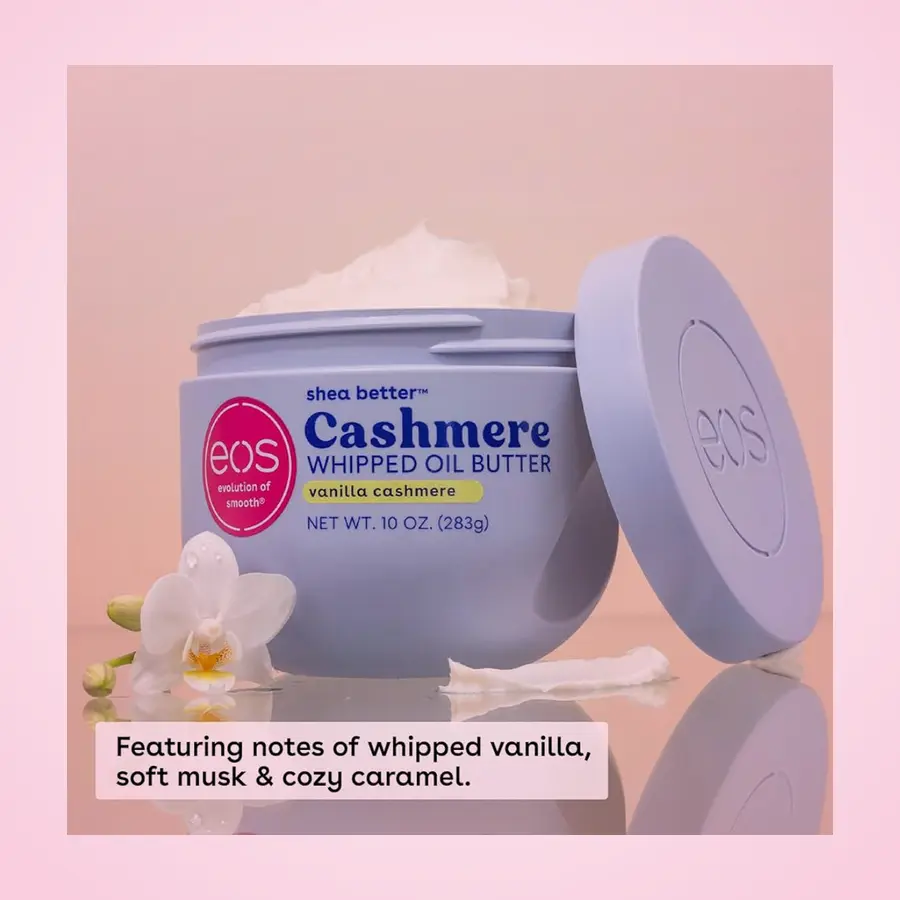 shea better™
Cashmere
WHIPPED OIL BUTTER
vanilla cashmere
NET WT. 10 OZ. (283g)
eos
evolution of
smooth®
eos
Featuring notes of whipped vanilla,
soft musk & cozy caramel.